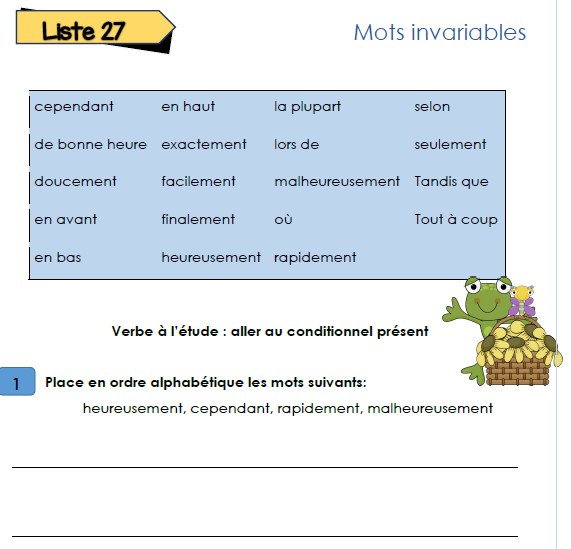 Liste 27
Mots invariables
cependant en haut la plupart selon
de bonne heure exactement lors de seulement
doucement facilement malheureusement Tandis que
en avant finalement où Tout à coup
en bas heureusement rapidement
Verbe à l'étude : aller au conditionnel présent
1 Place en ordre alphabétique les mots suivants:
heureusement, cependant, rapidement, malheureusement